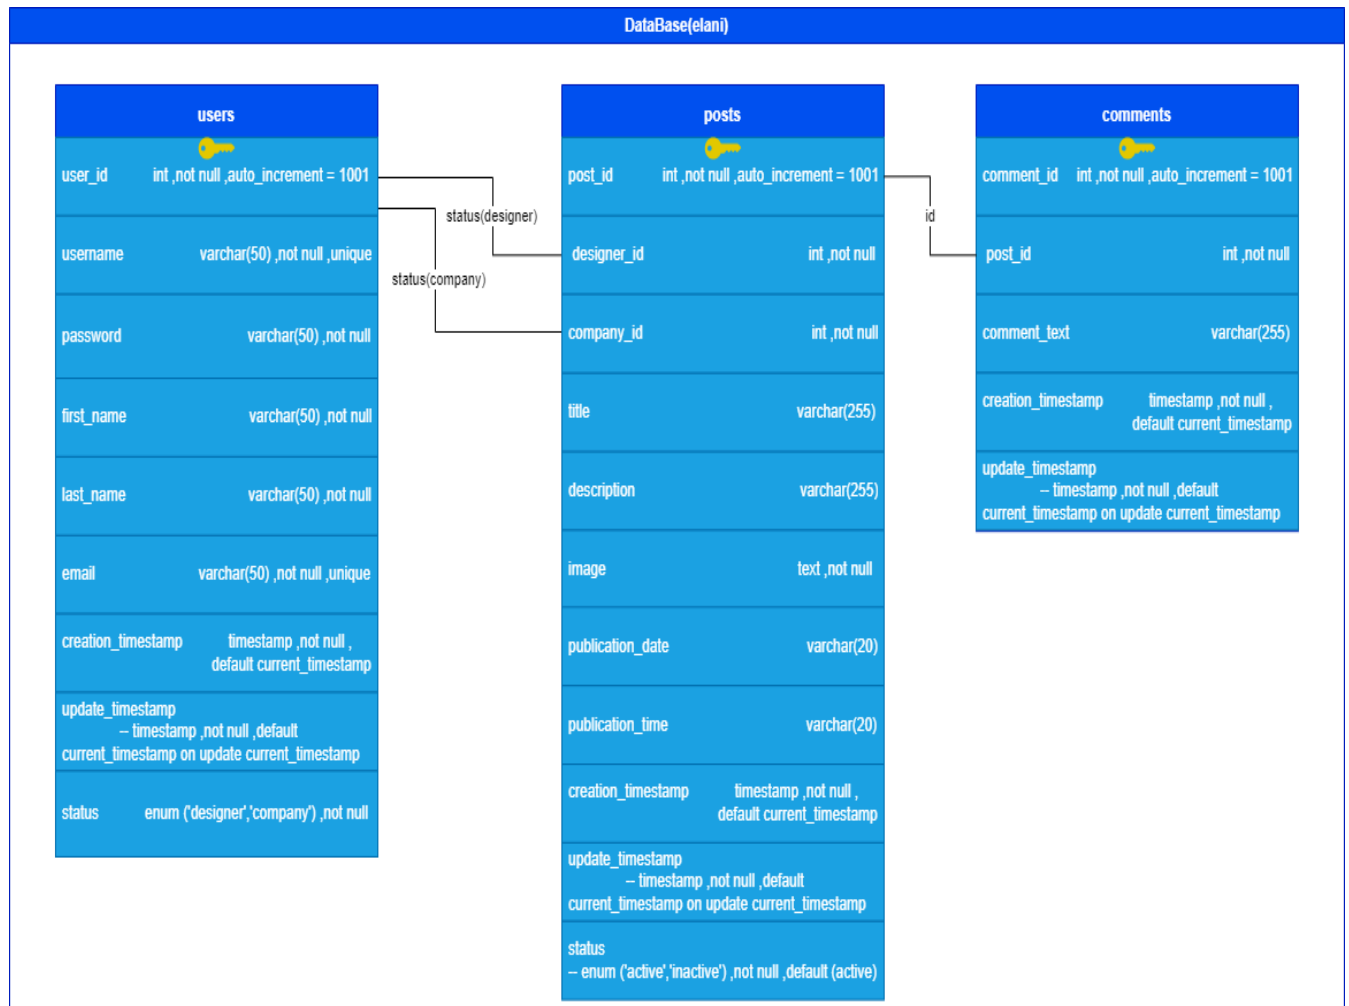 DataBase(elani)
users
user_id int ,not null ,auto_increment = 1001
username varchar(50) ,not null ,unique
password varchar(50) ,not null
first_name varchar(50) ,not null
last_name varchar(50) ,not null
email varchar(50) ,not null ,unique
creation_timestamp timestamp ,not null ,
default current_timestamp
update_timestamp
-- timestamp ,not null ,default
current_timestamp on update current_timestamp
status enum ('designer','company') ,not null
status(designer)
status(company)
posts
post_id int ,not null ,auto_increment = 1001
designer_id int ,not null
company_id int ,not null
title varchar(255)
description varchar(255)
image text ,not null
publication_date varchar(20)
publication_time varchar(20)
creation_timestamp timestamp ,not null ,
default current_timestamp
update_timestamp
-- timestamp ,not null ,default
current_timestamp on update current_timestamp
status
-- enum ('active','inactive') ,not null ,default (active)
id
comments
comment_id int ,not null ,auto_increment = 1001
post_id int ,not null
comment_text varchar(255)
creation_timestamp timestamp ,not null ,
default current_timestamp
update_timestamp
-- timestamp ,not null ,default
current_timestamp on update current_timestamp